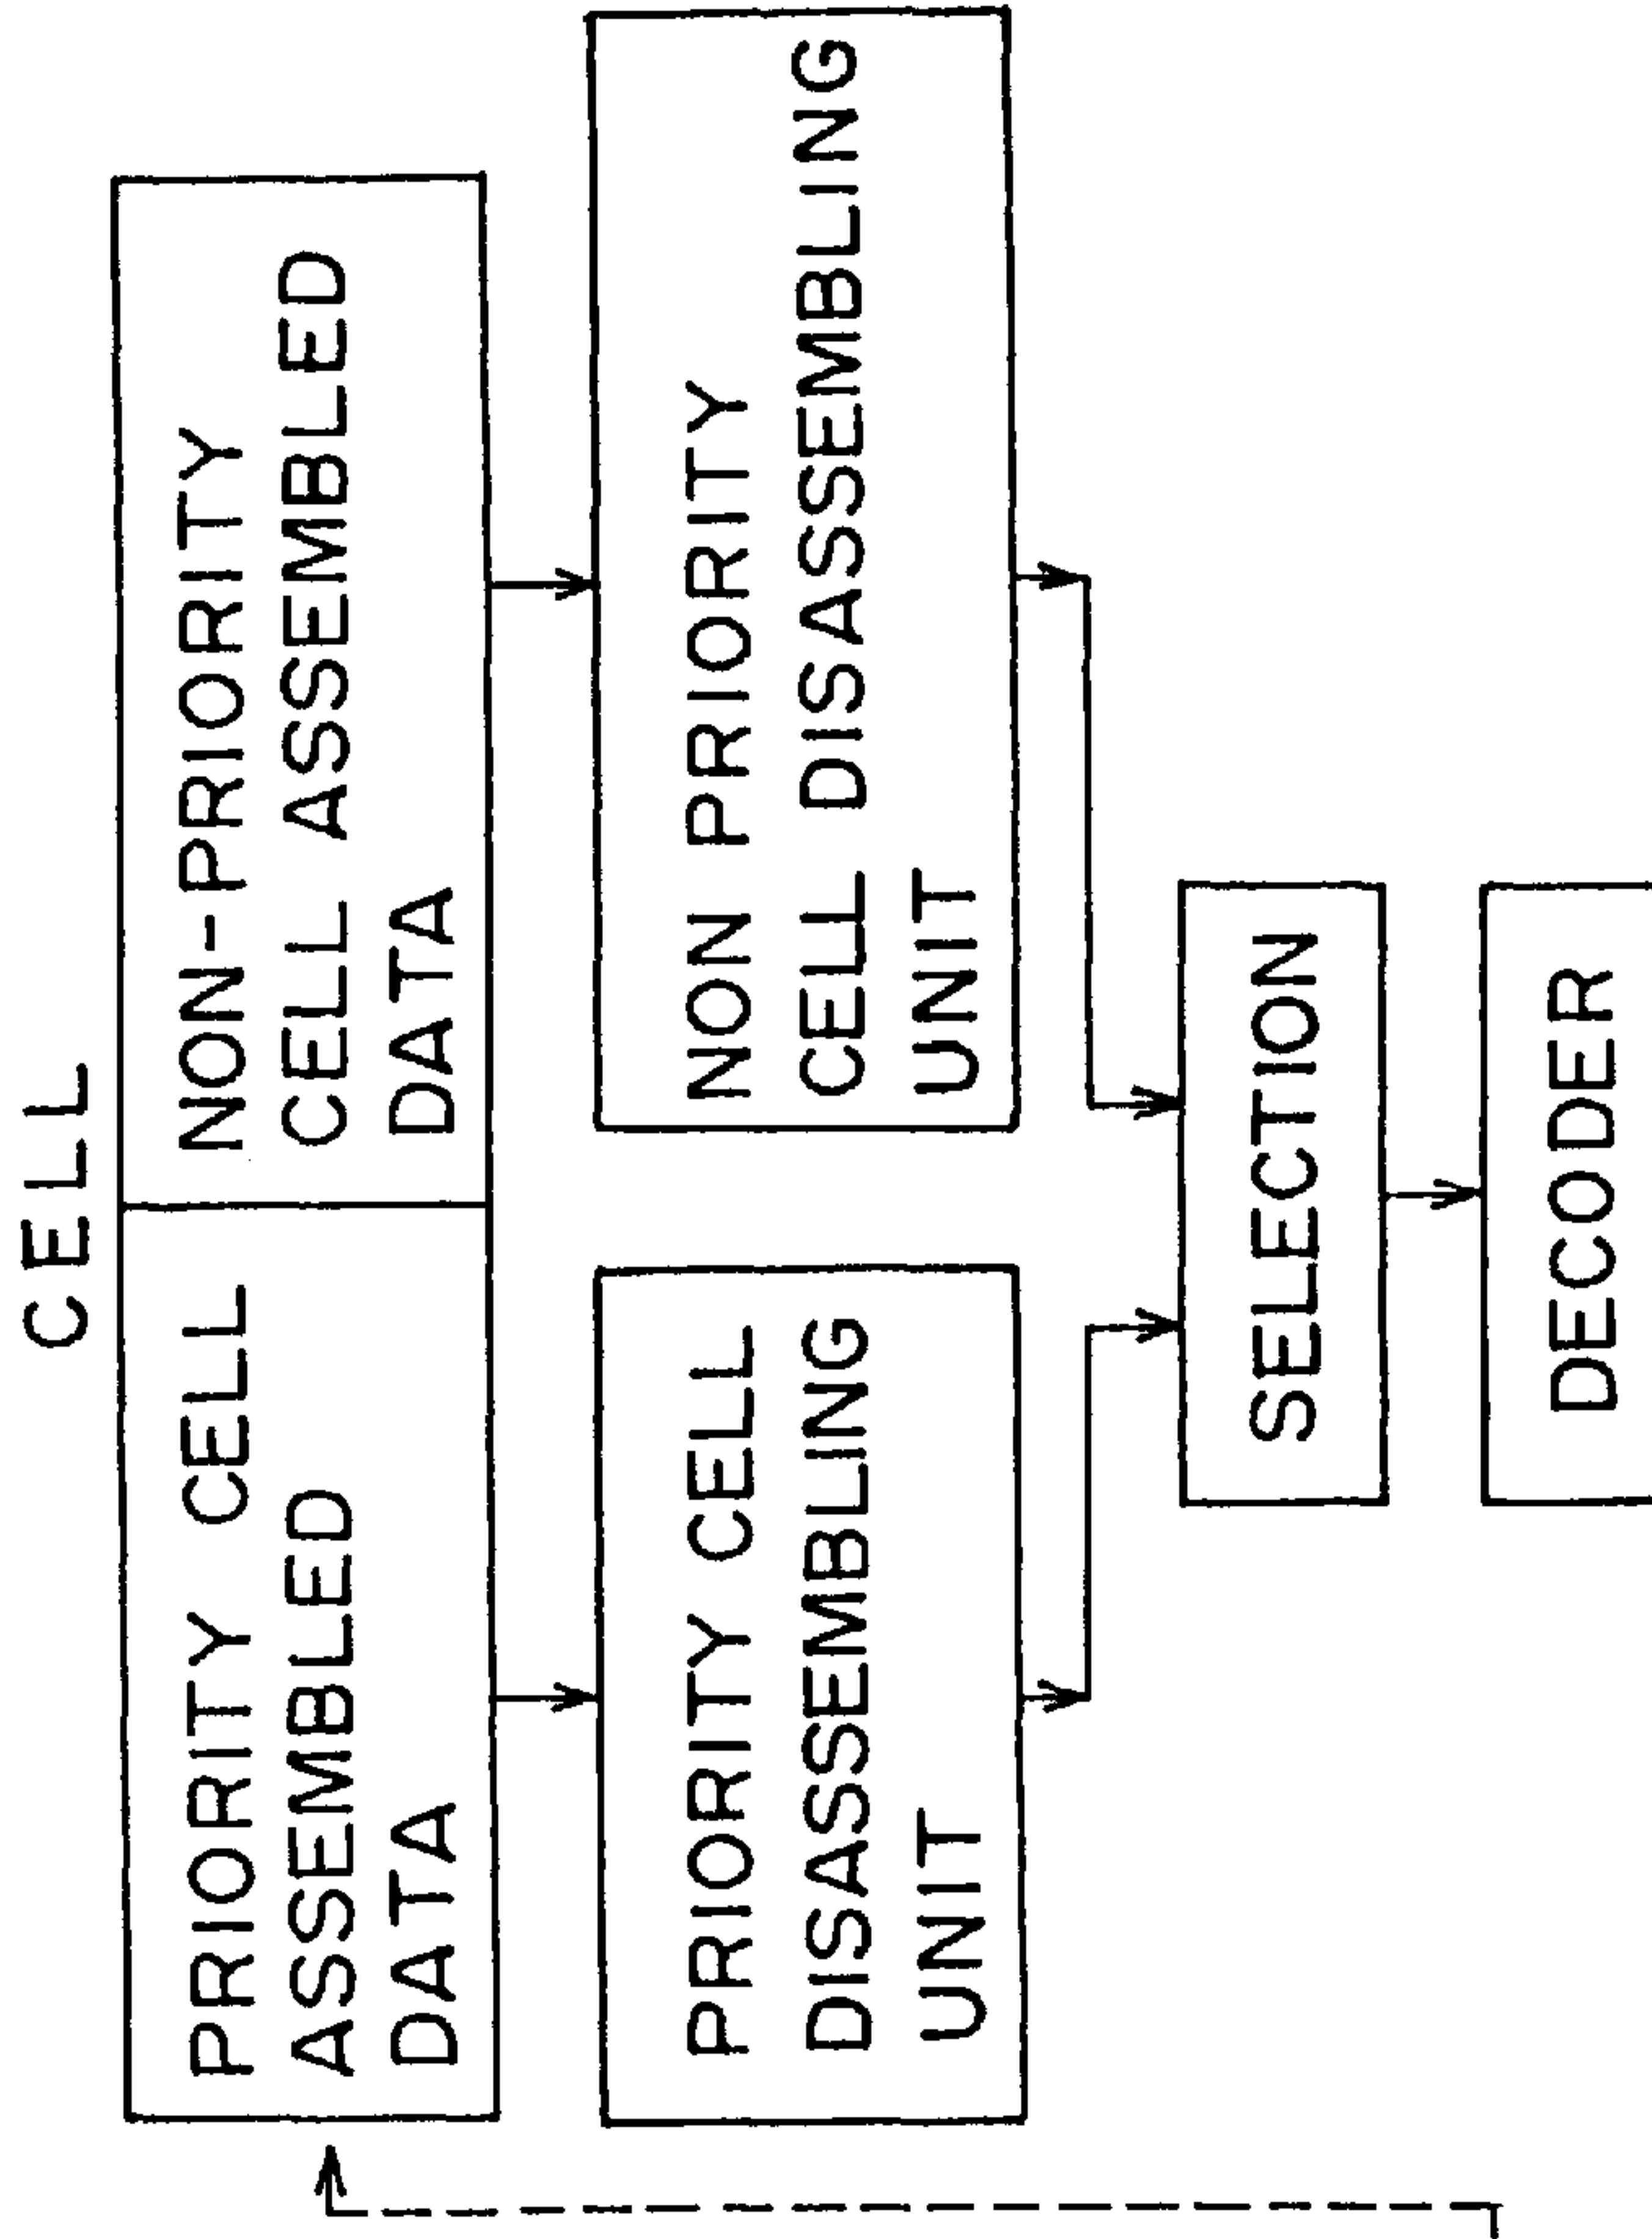 CELL
PRIORITY CELL
ASSEMBLED
DATA
NON-PRIORITY
CELL ASSEMBLED
DATA
PRIORITY CELL
DISASSEMBLING
UNIT
NON PRIORITY
CELL DISASSEMBLING
UNIT
SELECTION
DECODER